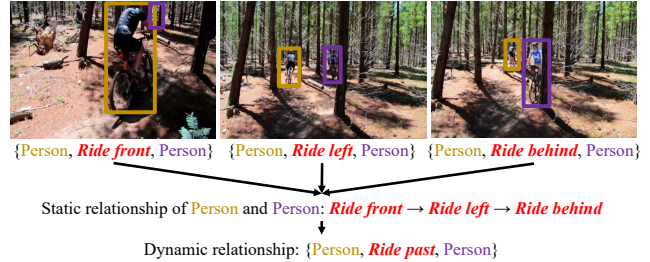 {Person, Ride front, Person} {Person, Ride left, Person} {Person, Ride behind, Person}
Static relationship of Person and Person: Ride front → Ride left → Ride behind
Dynamic relationship: {Person, Ride past, Person}